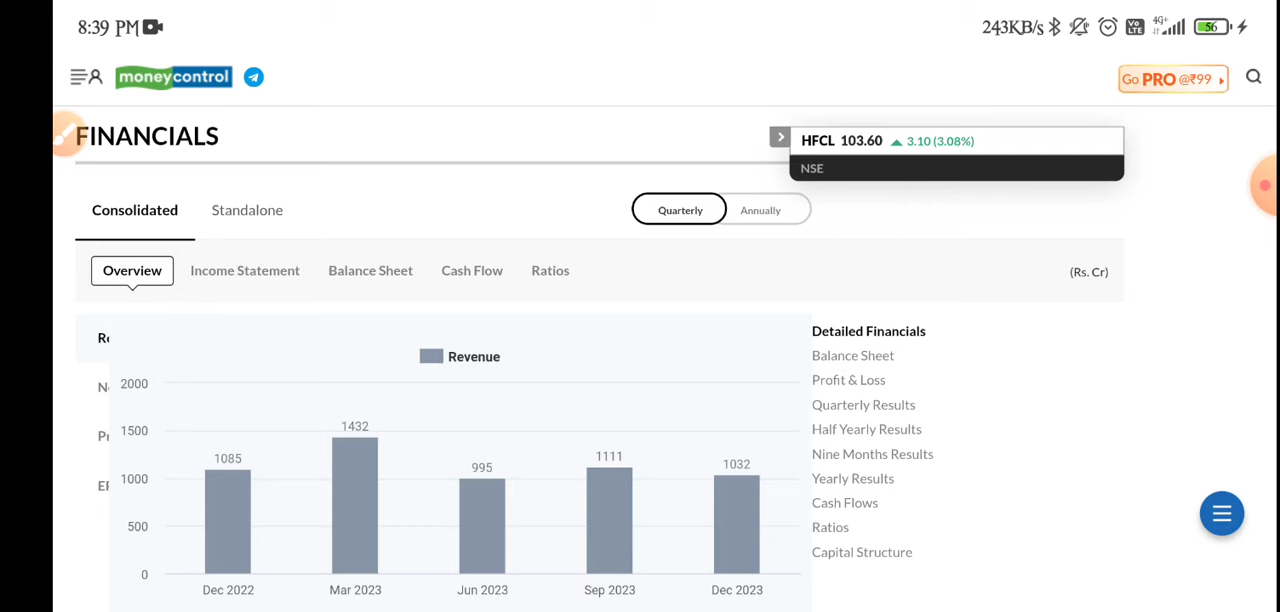 8:39 PM
243KB/s Vo LTE 4G+ 56
moneycontrol
Go PRO @₹99
FINANCIALS
HFCL 103.60 3.10 (3.08%)
NSE
Consolidated Standalone
Quarterly Annually
Overview Income Statement Balance Sheet Cash Flow Ratios
(Rs. Cr)
Revenue
2000
1500
1000
500
0
1085
1432
995
1111
1032
Dec 2022 Mar 2023 Jun 2023 Sep 2023 Dec 2023
Detailed Financials
Balance Sheet
Profit & Loss
Quarterly Results
Half Yearly Results
Nine Months Results
Yearly Results
Cash Flows
Ratios
Capital Structure